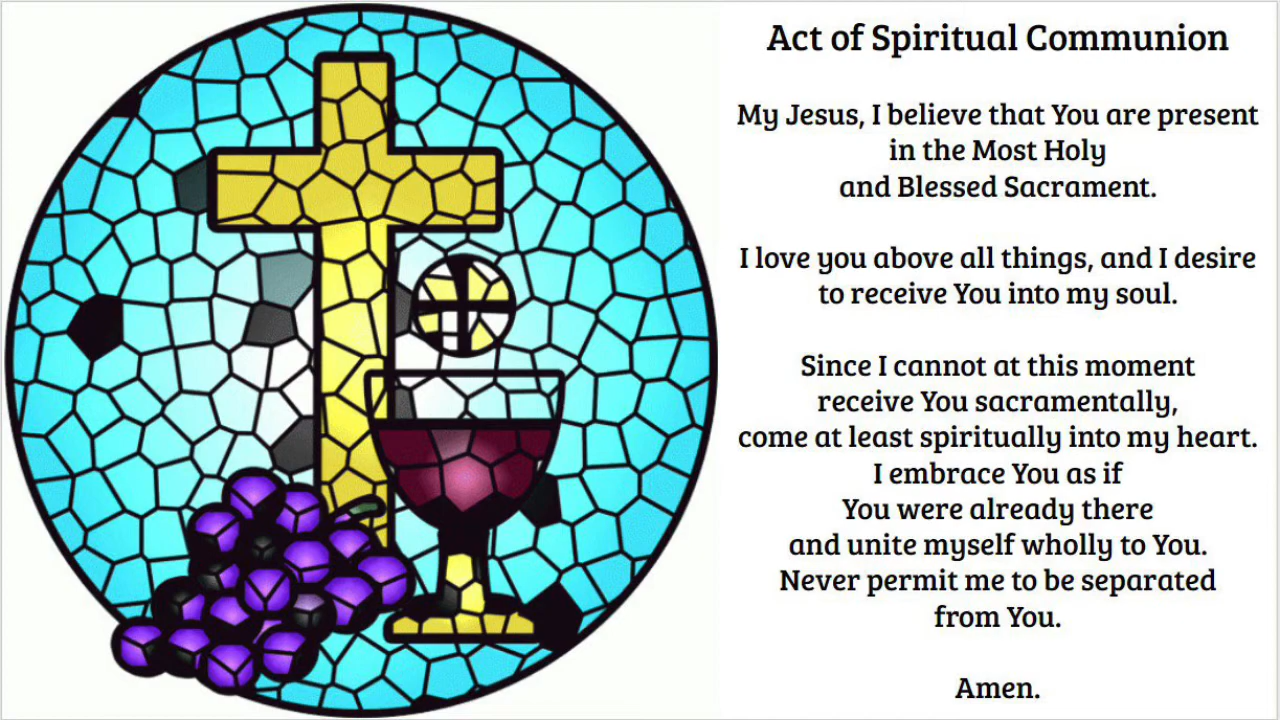 Act of Spiritual Communion
My Jesus, I believe that You are present
in the Most Holy
and Blessed Sacrament.
I love you above all things, and I desire
to receive You into my soul.
Since I cannot at this moment
receive You sacramentally,
come at least spiritually into my heart.
I embrace You as if
You were already there
and unite myself wholly to You.
Never permit me to be separated
from You.
Amen.